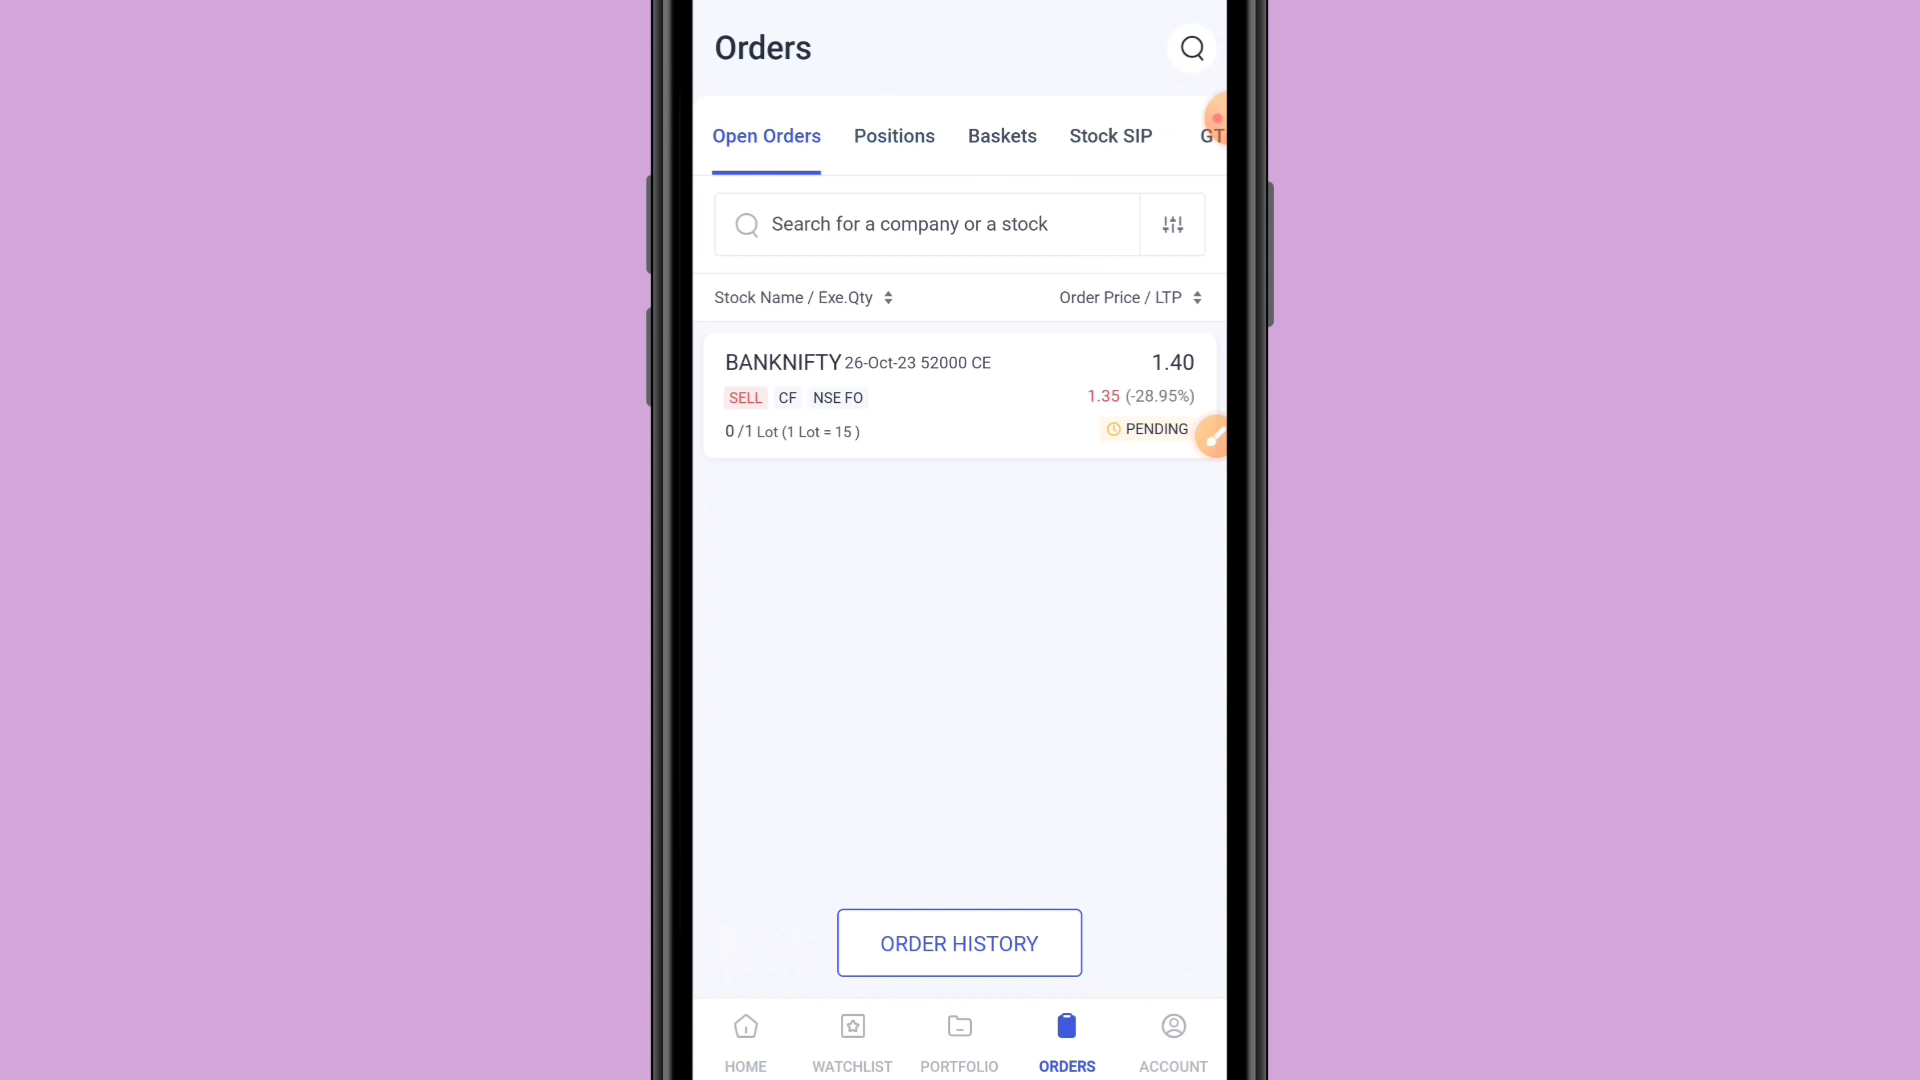 Orders
Open Orders Positions Baskets Stock SIP GT
Search for a company or a stock
Stock Name / Exe.Qty Order Price / LTP
BANKNIFTY 26-Oct-23 52000 CE 1.40
SELL CF NSE FO 1.35 (-28.95%)
0 /1 Lot (1 Lot = 15 ) PENDING
ORDER HISTORY
HOME WATCHLIST PORTFOLIO ORDERS ACCOUNT